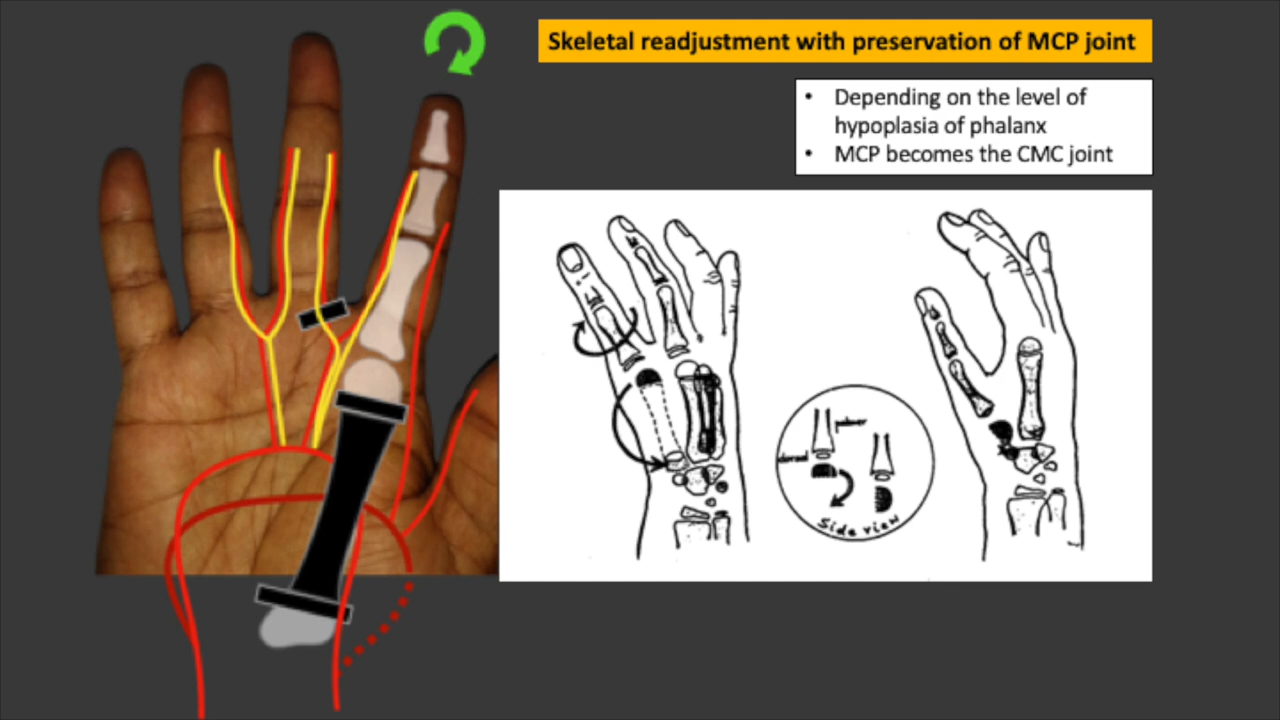 Skeletal readjustment with preservation of MCP joint
• Depending on the level of
hypoplasia of phalanx
• MCP becomes the CMC joint
palmar
dorsal
Side view